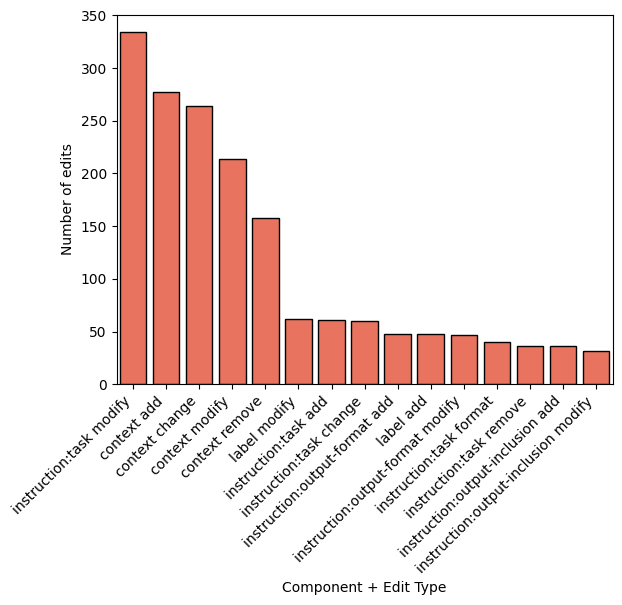 350
300
250
200
150
100
50
0
Number of edits
instruction:task modify
context add
context change
context modify
context remove
label modify
instruction:task add
instruction:task change
instruction:output-format add
label add
instruction:output-format modify
instruction:task format
instruction:task remove
instruction:output-inclusion add
instruction:output-inclusion modify
Component + Edit Type